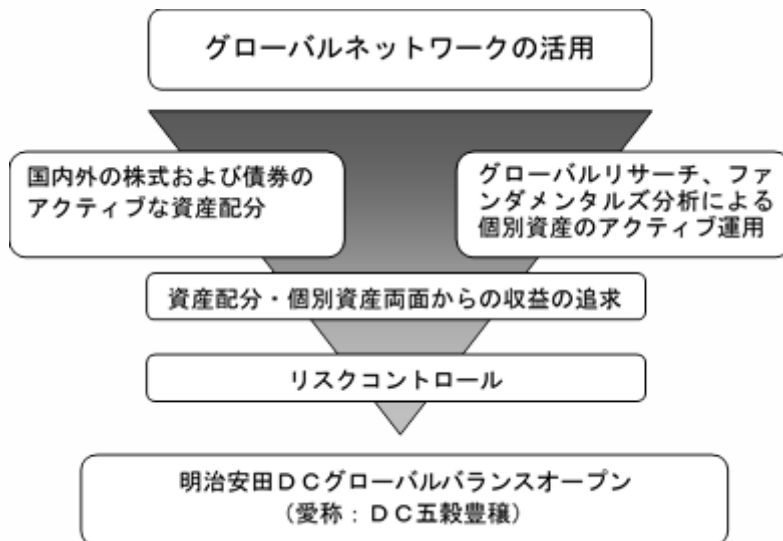 グローバルネットワークの活用
国内外の株式および債券の
アクティブな資産配分
グローバルリサーチ、ファ
ンダメンタルズ分析による
個別資産のアクティブ運用
資産配分・個別資産両面からの収益の追求
リスクコントロール
明治安田ＤＣグローバルバランスオープン
（愛称：ＤＣ五穀豊穣）